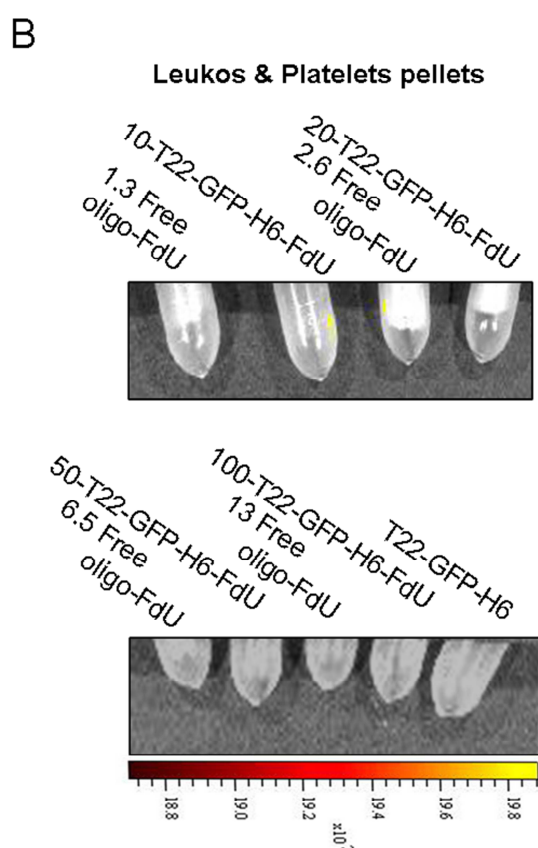 B
Leukos & Platelets pellets
1.3 Free
oligo-FdU
10-T22-GFP-H6-FdU
2.6 Free
oligo-FdU
20-T22-GFP-H6-FdU
6.5 Free
oligo-FdU
50-T22-GFP-H6-FdU
13 Free
oligo-FdU
100-T22-GFP-H6-FdU
T22-GFP-H6
18.8
19.0
19.2
19.4
19.6
19.8